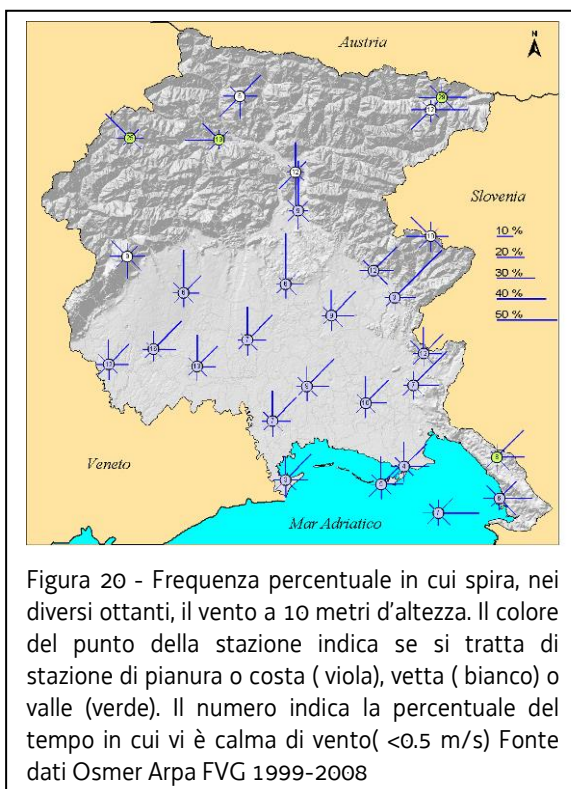 Austria
N
Slovenia
10 %
20 %
30 %
40 %
50 %
Veneto
Mar Adriatico
Figura 20 - Frequenza percentuale in cui spira, nei
diversi ottanti, il vento a 10 metri d'altezza. Il colore
del punto della stazione indica se si tratta di
stazione di pianura o costa ( viola), vetta ( bianco) o
valle (verde). Il numero indica la percentuale del
tempo in cui vi è calma di vento( <0.5 m/s) Fonte
dati Osmer Arpa FVG 1999-2008